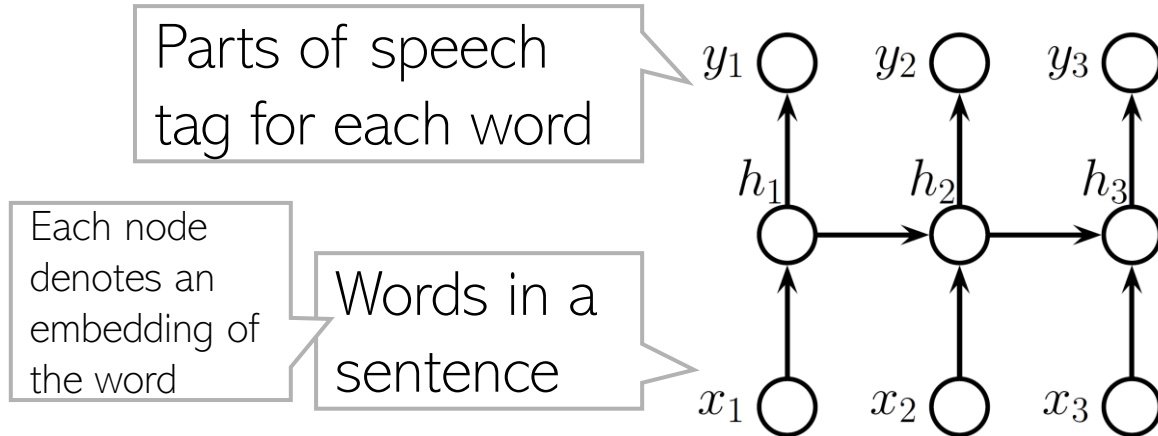 Parts of speech
tag for each word
Each node
denotes an
embedding of
the word
Words in a
sentence
y₁ y₂ y₃
h₁ h₂ h₃
x₁ x₂ x₃